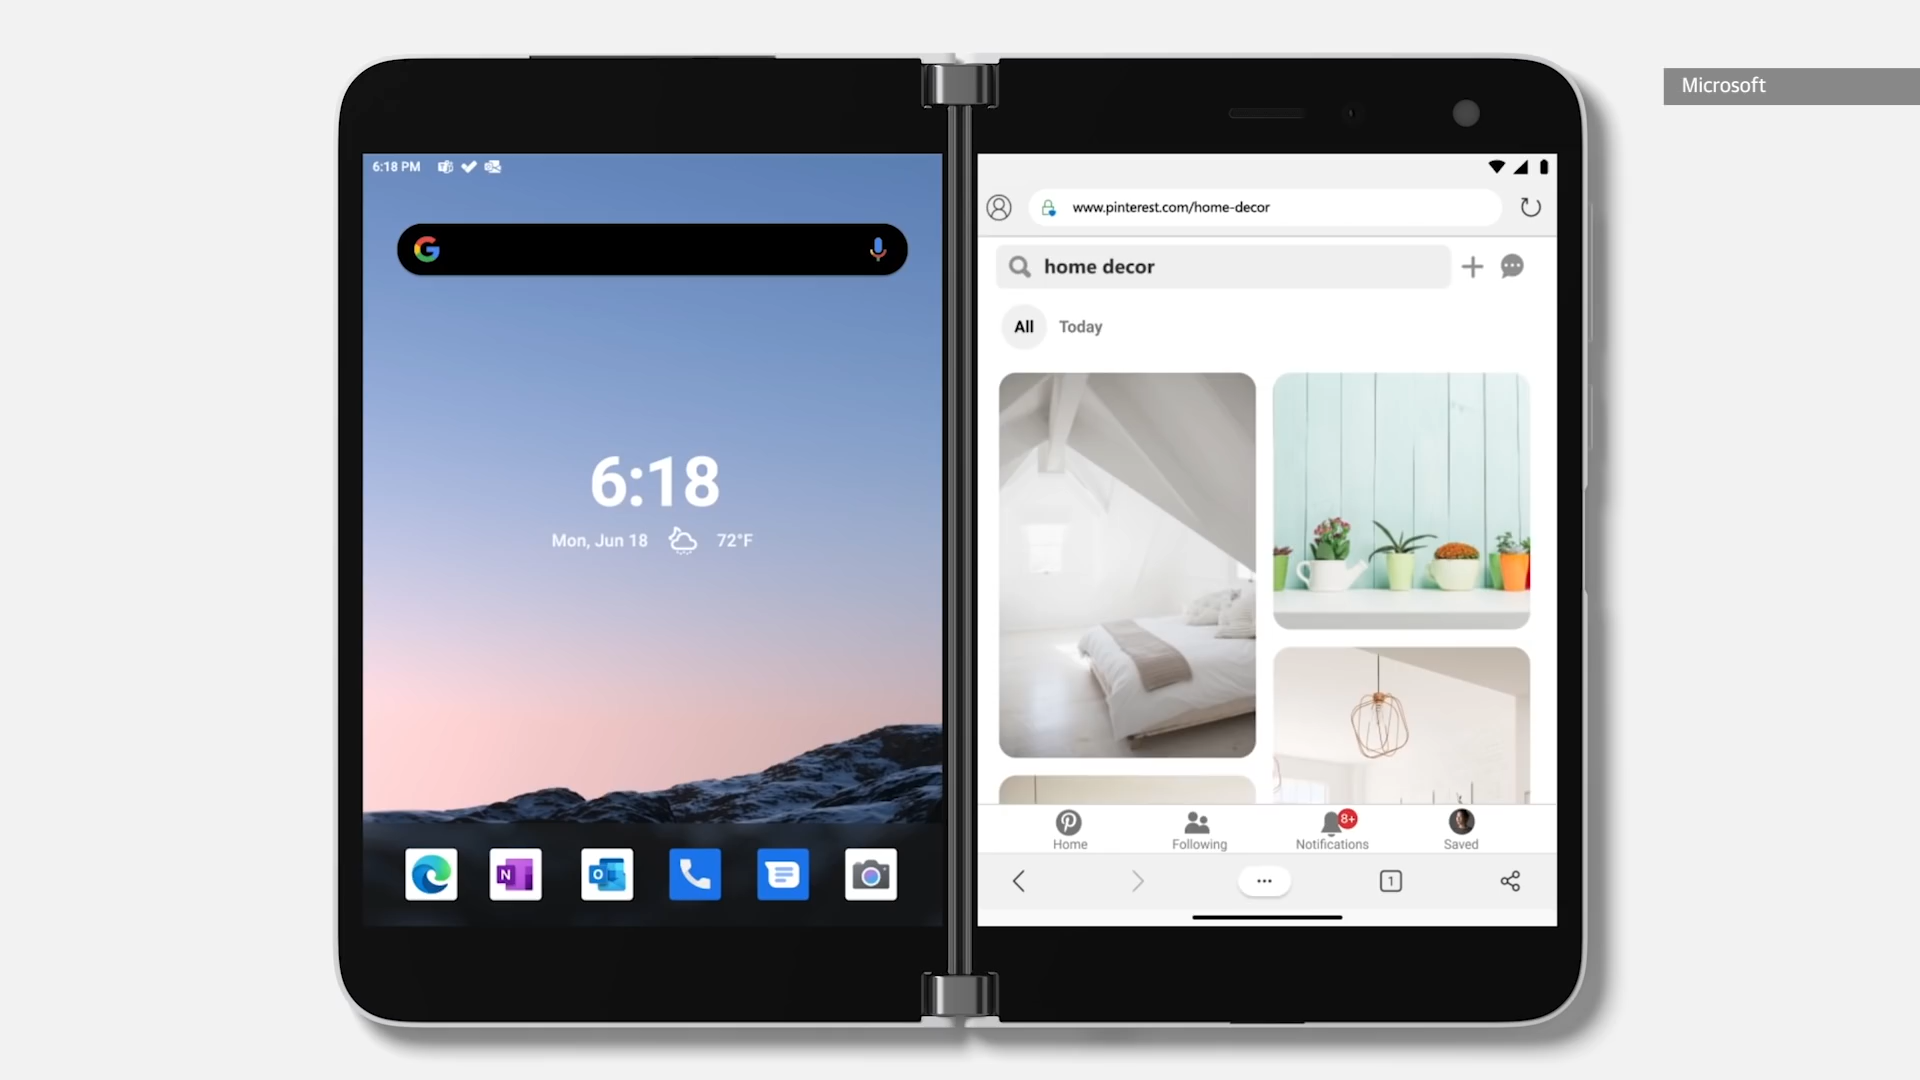 Microsoft
6:18 PM
G
6:18
Mon, Jun 18 72°F
N
O
www.pinterest.com/home-decor
home decor
All Today
8+
Home Following Notifications Saved
1